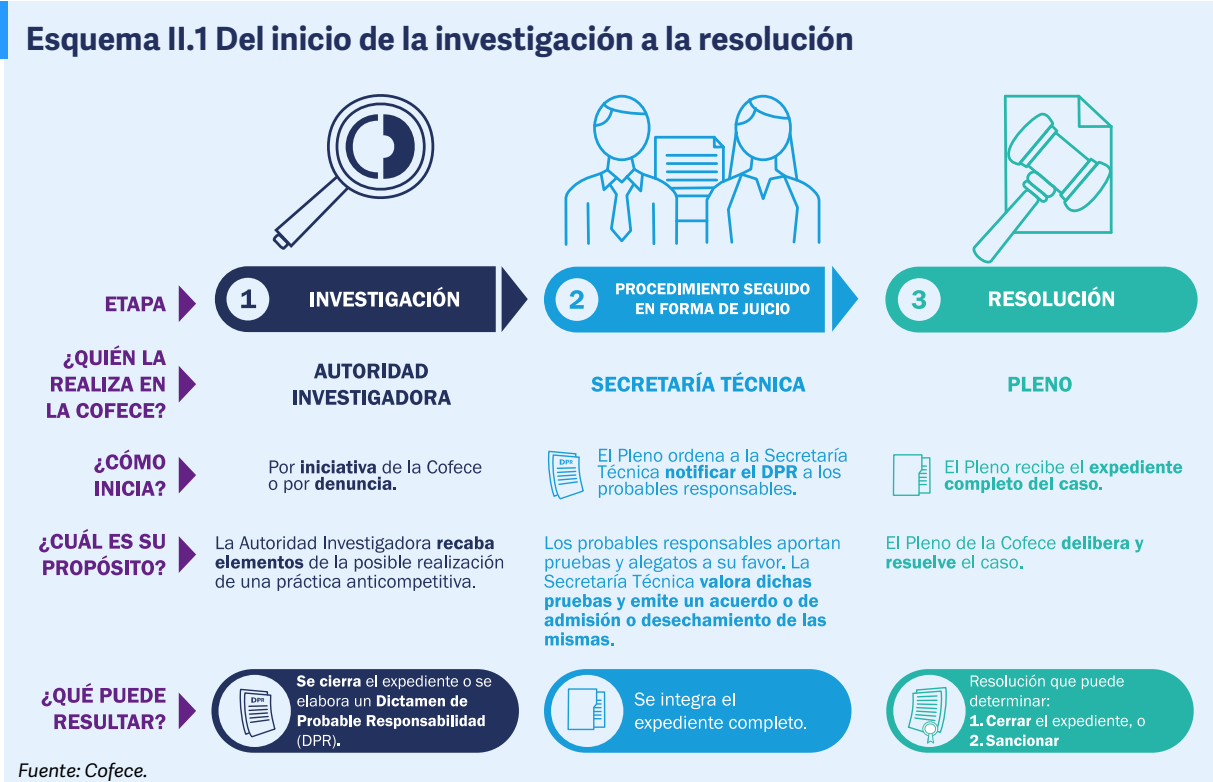 Esquema II.1 Del inicio de la investigación a la resolución
ETAPA
1
INVESTIGACIÓN
2
PROCEDIMIENTO SEGUIDO
EN FORMA DE JUICIO
3
RESOLUCIÓN
¿QUIÉN LA
REALIZA EN
LA COFECE?
AUTORIDAD
INVESTIGADORA
SECRETARÍA TÉCNICA
PLENO
¿CÓMO
INICIA?
Por iniciativa de la Cofece
o por denuncia.
DPR
El Pleno ordena a la Secretaría
Técnica notificar el DPR a los
probables responsables.
El Pleno recibe el expediente
completo del caso.
¿CUÁL ES SU
PROPÓSITO?
La Autoridad Investigadora recaba
elementos de la posible realización
de una práctica anticompetitiva.
Los probables responsables aportan
pruebas y alegatos a su favor. La
Secretaría Técnica valora dichas
pruebas y emite un acuerdo o de
admisión o desechamiento de las
mismas.
El Pleno de la Cofece delibera y
resuelve el caso.
¿QUÉ PUEDE
RESULTAR?
DPR
Se cierra el expediente o se
elabora un Dictamen de
Probable Responsabilidad
(DPR).
Se integra el
expediente completo.
Resolución que puede
determinar:
1. Cerrar el expediente, o
2. Sancionar
Fuente: Cofece.